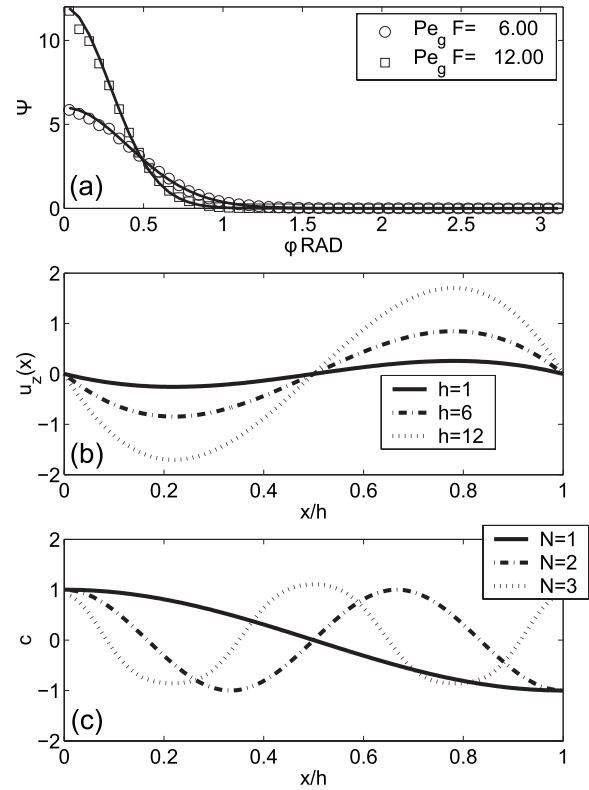 10
5
0
Ψ
Pe_g F= 6.00
Pe_g F= 12.00
(a)
0 0.5 1 1.5 2 2.5 3
φ RAD
2
1
0
−1
−2
u_z(x)
h=1
h=6
h=12
(b)
0 0.2 0.4 0.6 0.8 1
x/h
2
1
0
−1
−2
c
N=1
N=2
N=3
(c)
0 0.2 0.4 0.6 0.8 1
x/h